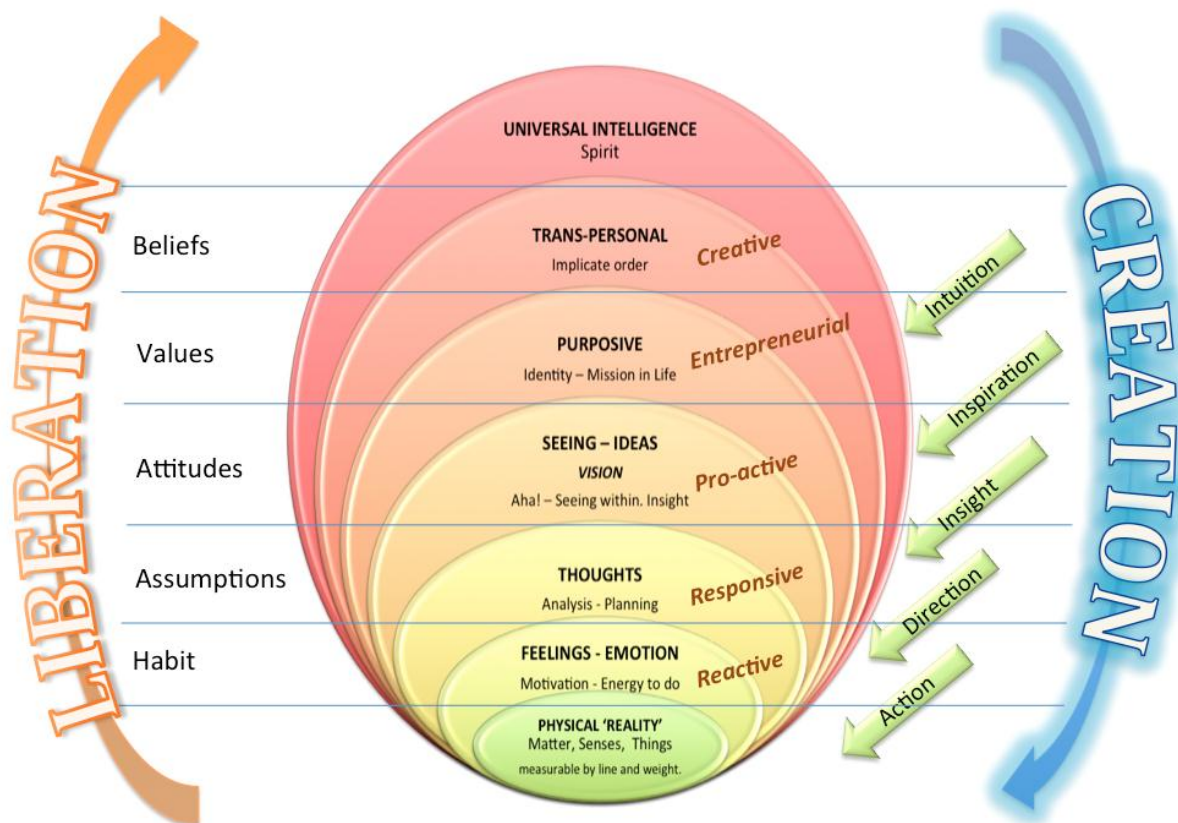 LIBERATION
CREATION
UNIVERSAL INTELLIGENCE
Spirit
Beliefs
TRANS-PERSONAL
Implicate order
Creative
Intuition
Values
PURPOSIVE
Identity – Mission in Life
Entrepreneurial
Inspiration
Attitudes
SEEING – IDEAS
VISION
Aha! – Seeing within. Insight
Pro-active
Insight
Assumptions
THOUGHTS
Analysis - Planning
Responsive
Direction
Habit
FEELINGS - EMOTION
Motivation - Energy to do
Reactive
Action
PHYSICAL ‘REALITY’
Matter, Senses, Things
measurable by line and weight.